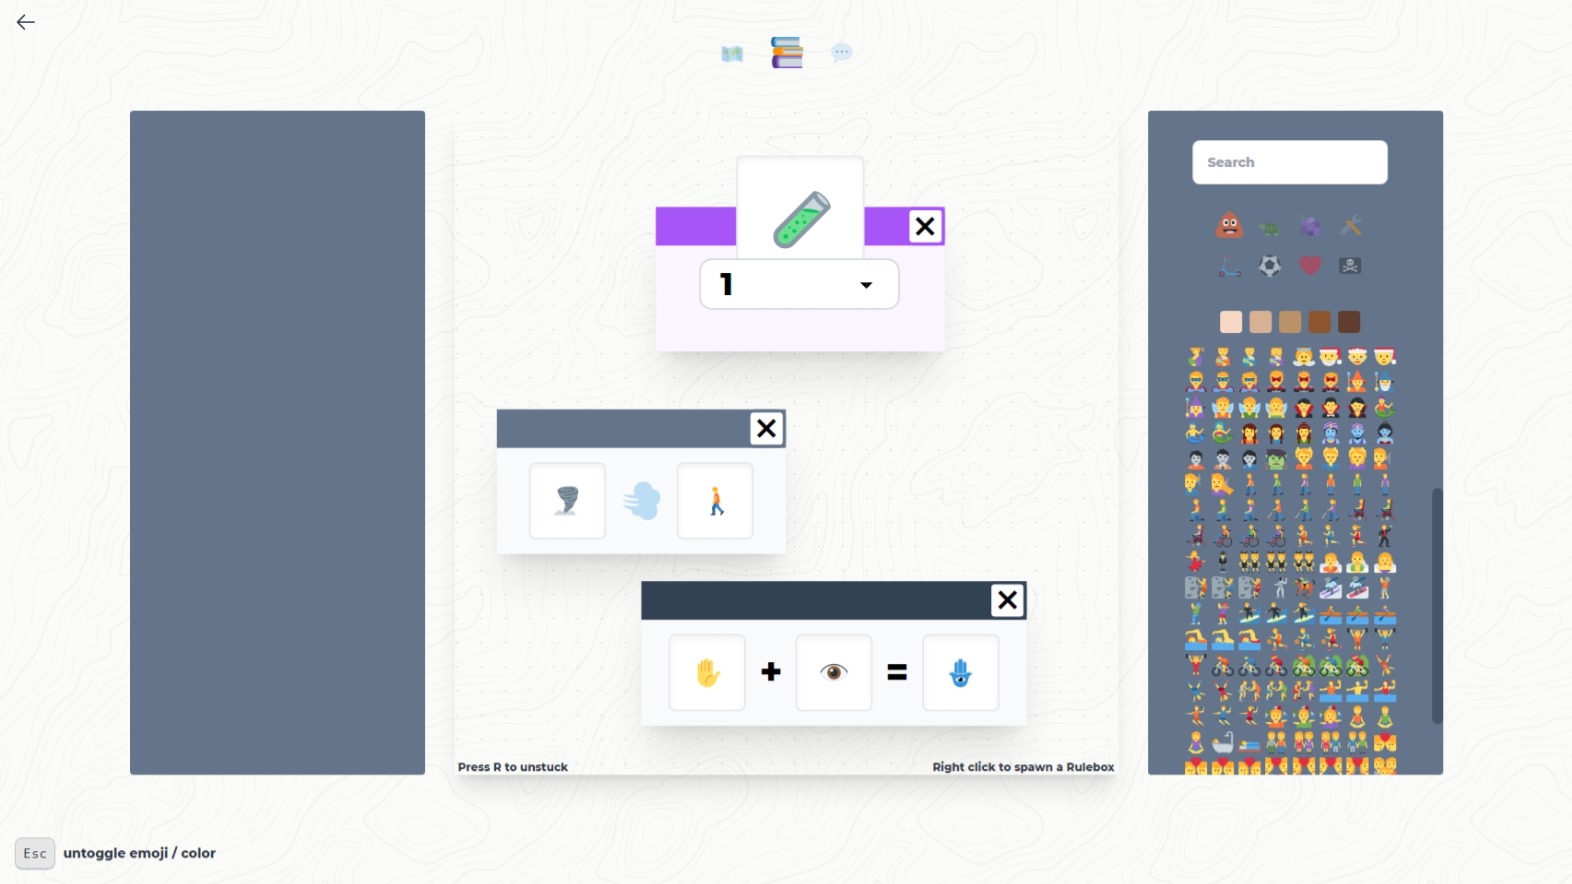 Search
1
Press R to unstuck
Right click to spawn a Rulebox
Esc
untoggle emoji / color